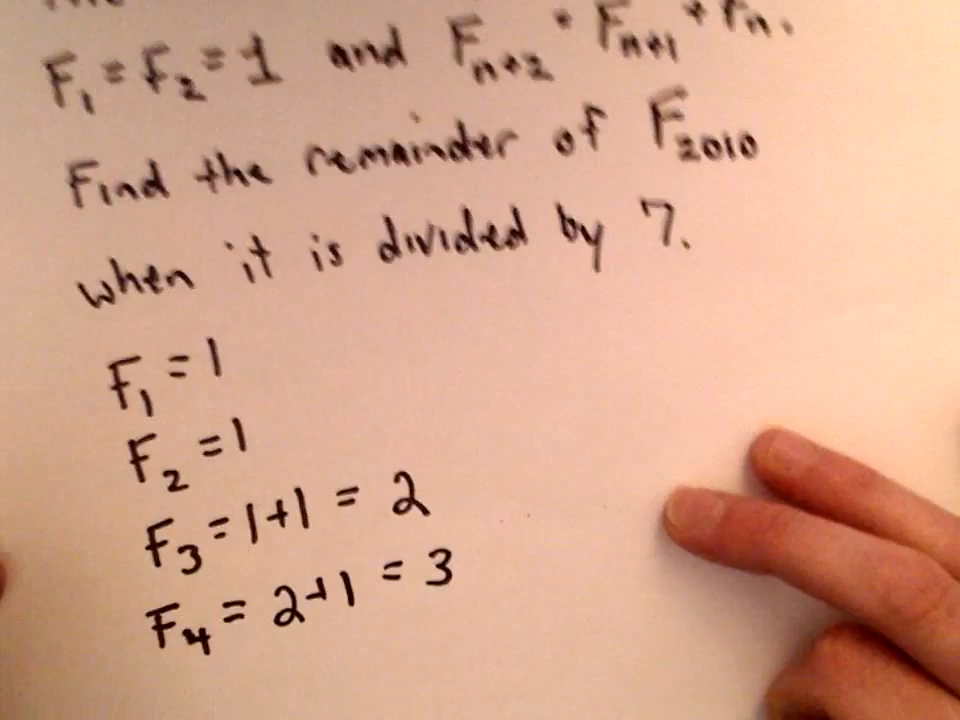 The
F₁ = F₂ = 1 and Fₙ₊₂ = Fₙ₊₁ + Fₙ.
Find the remainder of F₂₀₁₀
when it is divided by 7.
F₁ = 1
F₂ = 1
F₃ = 1+1 = 2
F₄ = 2+1 = 3